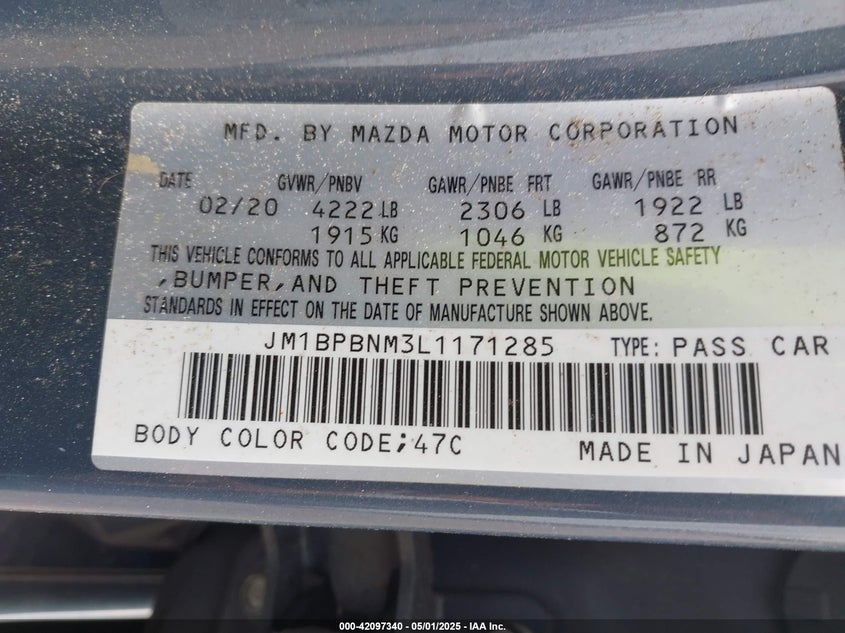 MFD. BY MAZDA MOTOR CORPORATION
DATE GVWR/PNBV GAWR/PNBE FRT GAWR/PNBE RR
02/20 4222 LB 2306 LB 1922 LB
1915 KG 1046 KG 872 KG
THIS VEHICLE CONFORMS TO ALL APPLICABLE FEDERAL MOTOR VEHICLE SAFETY
,BUMPER,AND THEFT PREVENTION
STANDARDS IN EFFECT ON THE DATE OF MANUFACTURE SHOWN ABOVE.
JM1BPBNM3L1171285 TYPE: PASS CAR
BODY COLOR CODE;47C MADE IN JAPAN
000-42097340 - 05/01/2025 - IAA Inc.